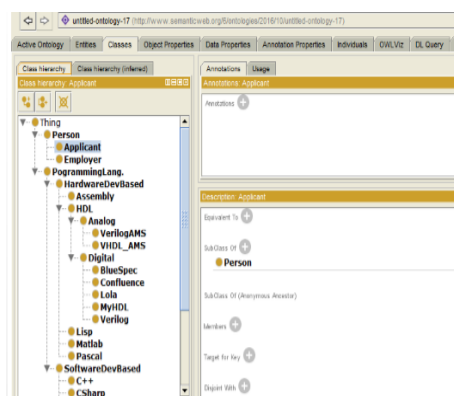 untitled-ontology-17 (http://www.semanticweb.org/6/ontologies/2016/10/untitled-ontology-17)
Active Ontology Entities Classes Object Properties Data Properties Annotation Properties Individuals OWLViz DL Query
Class hierarchy Class hierarchy (inferred)
Class hierarchy: Applicant
Thing
Person
Applicant
Employer
PogrammingLang.
HardwareDevBased
Assembly
HDL
Analog
VerilogAMS
VHDL_AMS
Digital
BlueSpec
Confluence
Lola
MyHDL
Verilog
Lisp
Matlab
Pascal
SoftwareDevBased
C++
CSharp
Annotations Usage
Annotations: Applicant
Annotations
Description: Applicant
Equivalent To
SubClass Of
Person
SubClass Of (Anonymous Ancestor)
Members
Target for Key
Disjoint With